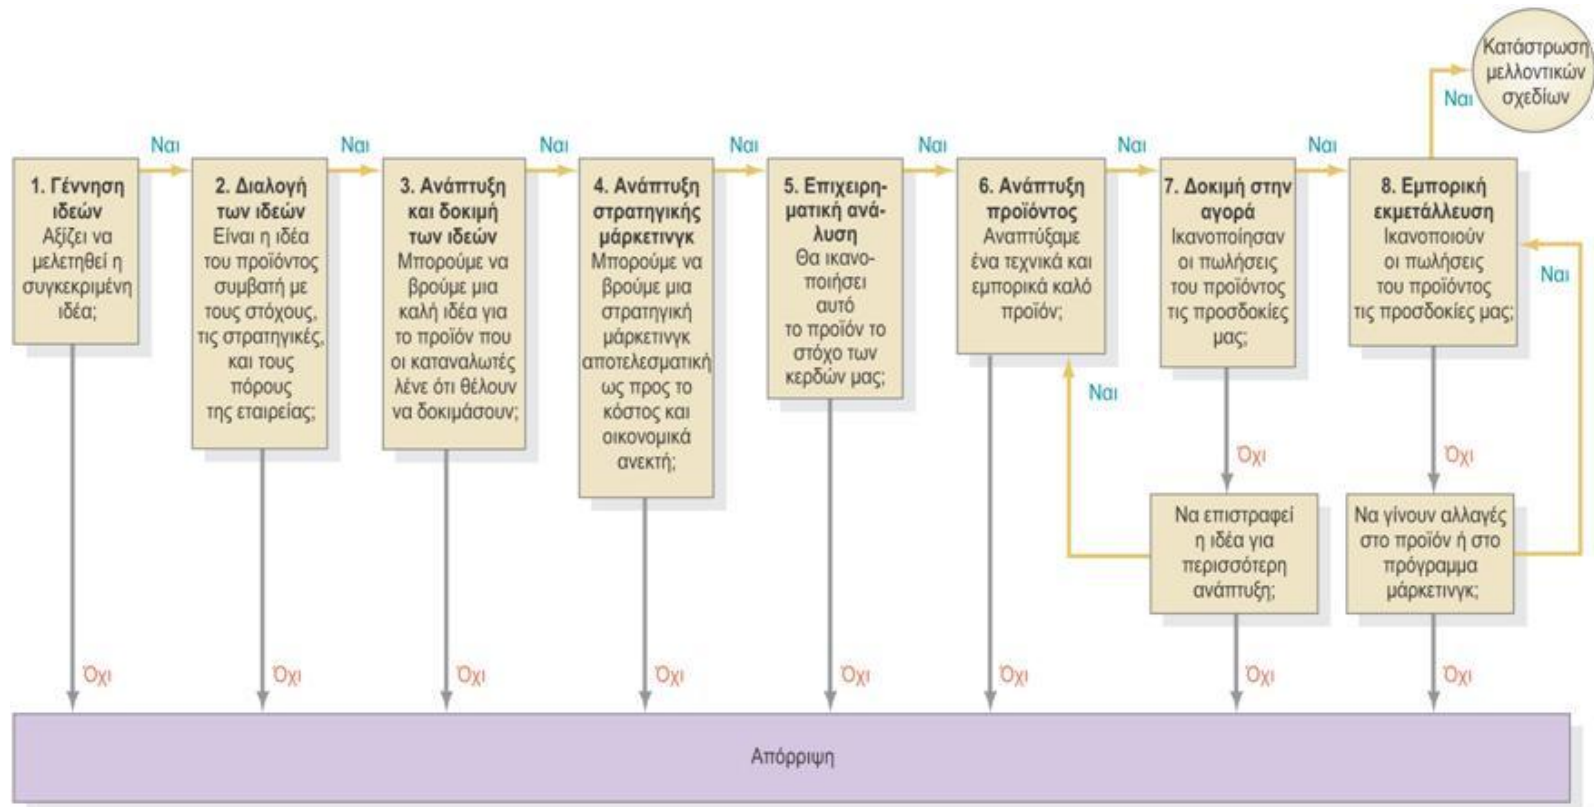 Κατάστρωση
μελλοντικών
σχεδίων
Ναι
Ναι
Ναι
Ναι
Ναι
Ναι
Ναι
Ναι
1. Γέννηση
ιδεών
Αξίζει να
μελετηθεί η
συγκεκριμένη
ιδέα;
2. Διαλογή
των ιδεών
Είναι η ιδέα
του προϊόντος
συμβατή με
τους στόχους,
τις στρατηγικές,
και τους
πόρους
της εταιρείας;
3. Ανάπτυξη
και δοκιμή
των ιδεών
Μπορούμε να
βρούμε μια
καλή ιδέα για
το προϊόν που
οι καταναλωτές
λένε ότι θέλουν
να δοκιμάσουν;
4. Ανάπτυξη
στρατηγικής
μάρκετινγκ
Μπορούμε να
βρούμε μια
στρατηγική
μάρκετινγκ
αποτελεσματική
ως προς το
κόστος και
οικονομικά
ανεκτή;
5. Επιχειρη-
ματική ανά-
λυση
Θα ικανο-
ποιήσει
αυτό
το προϊόν το
στόχο των
κερδών μας;
6. Ανάπτυξη
προϊόντος
Αναπτύξαμε
ένα τεχνικά και
εμπορικά καλό
προϊόν;
7. Δοκιμή στην
αγορά
Ικανοποίησαν
οι πωλήσεις
του προϊόντος
τις προσδοκίες
μας;
8. Εμπορική
εκμετάλλευση
Ικανοποιούν
οι πωλήσεις
του προϊόντος
τις προσδοκίες μας;
Ναι
Ναι
Όχι
Όχι
Να επιστραφεί
η ιδέα για
περισσότερη
ανάπτυξη;
Να γίνουν αλλαγές
στο προϊόν ή στο
πρόγραμμα
μάρκετινγκ;
Όχι
Όχι
Όχι
Όχι
Όχι
Όχι
Όχι
Όχι
Απόρριψη